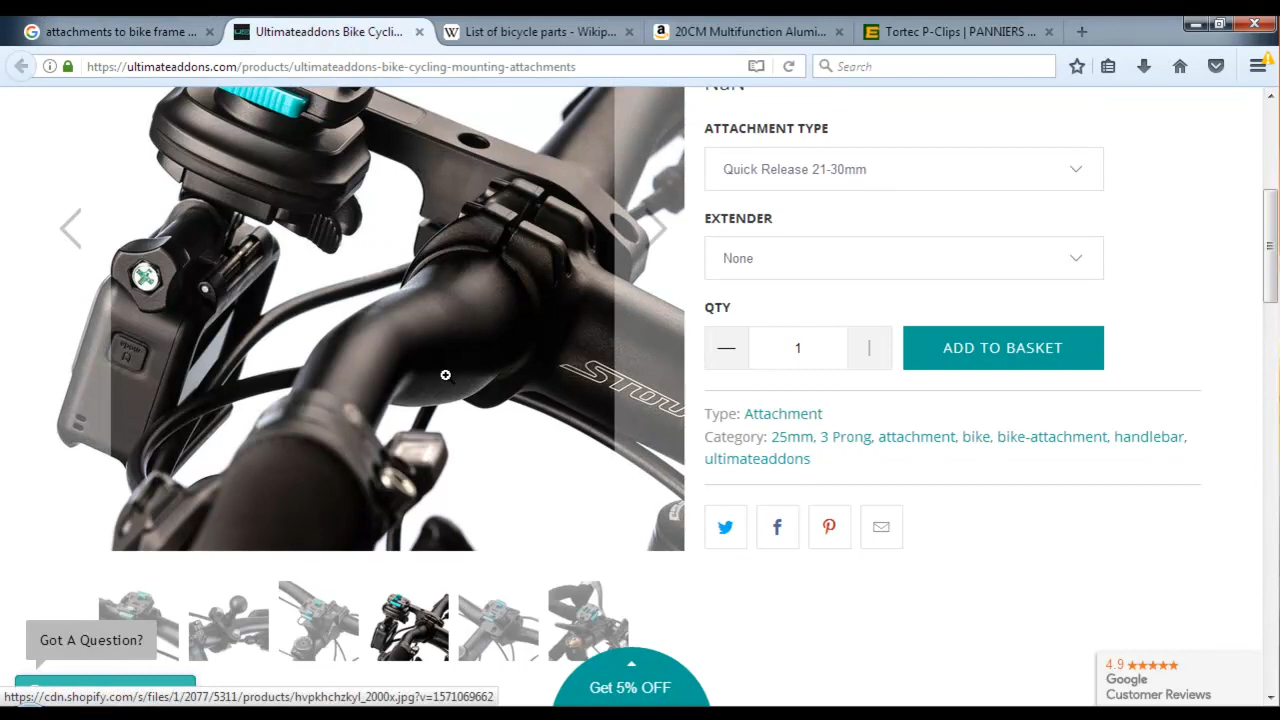 attachments to bike frame ...
Ultimateaddons Bike Cycli...
List of bicycle parts - Wikip...
20CM Multifunction Alumi...
Tortec P-Clips | PANNIERS ...
https://ultimateaddons.com/products/ultimateaddons-bike-cycling-mounting-attachments
Search
NaN
ATTACHMENT TYPE
Quick Release 21-30mm
EXTENDER
None
QTY
1
ADD TO BASKET
Type: Attachment
Category: 25mm, 3 Prong, attachment, bike, bike-attachment, handlebar,
ultimateaddons
Got A Question?
https://cdn.shopify.com/s/files/1/2077/5311/products/hvpkhchzkyl_2000x.jpg?v=1571069662
Get 5% OFF
4.9
Google
Customer Reviews